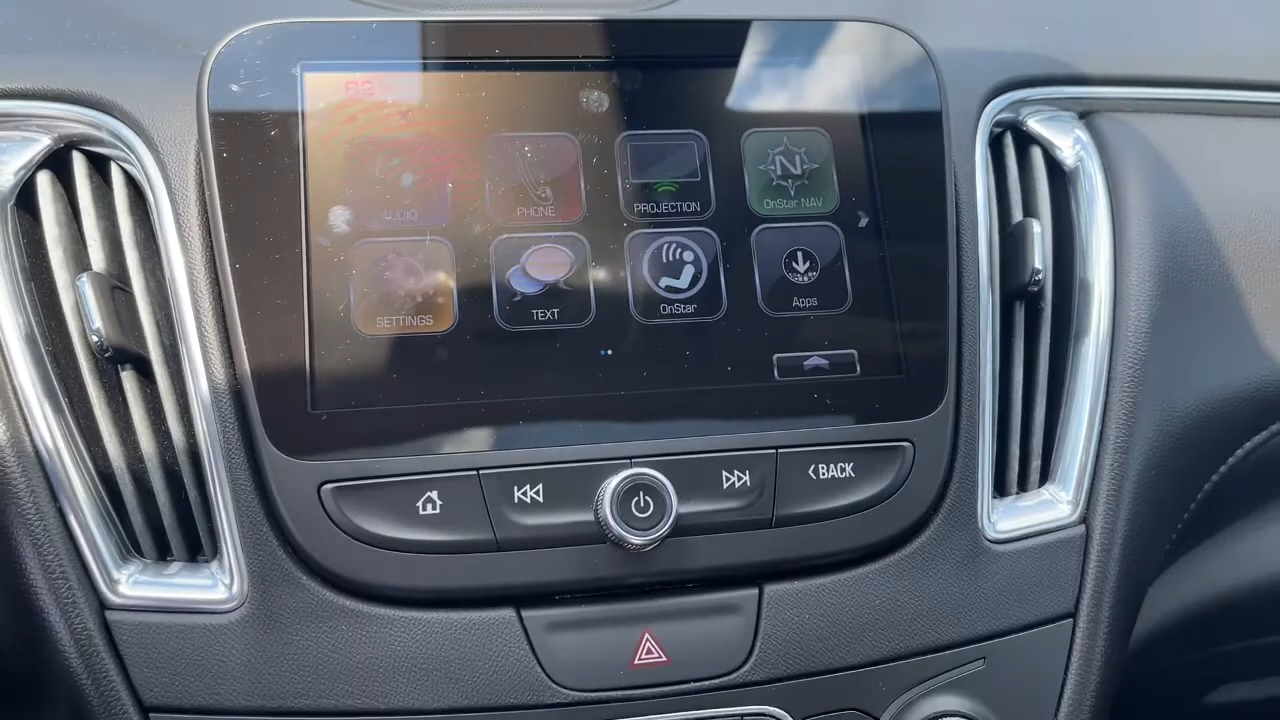 AUDIO
PHONE
PROJECTION
N
OnStar NAV
SETTINGS
TEXT
OnStar
Apps
BACK